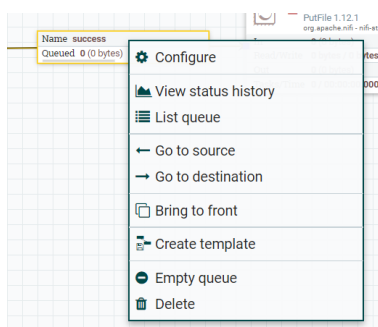 PutFile 1.12.1
org.apache.nifi - nifi-st
Name success
Queued 0 (0 bytes)
Configure
View status history
List queue
Go to source
Go to destination
Bring to front
Create template
Empty queue
Delete